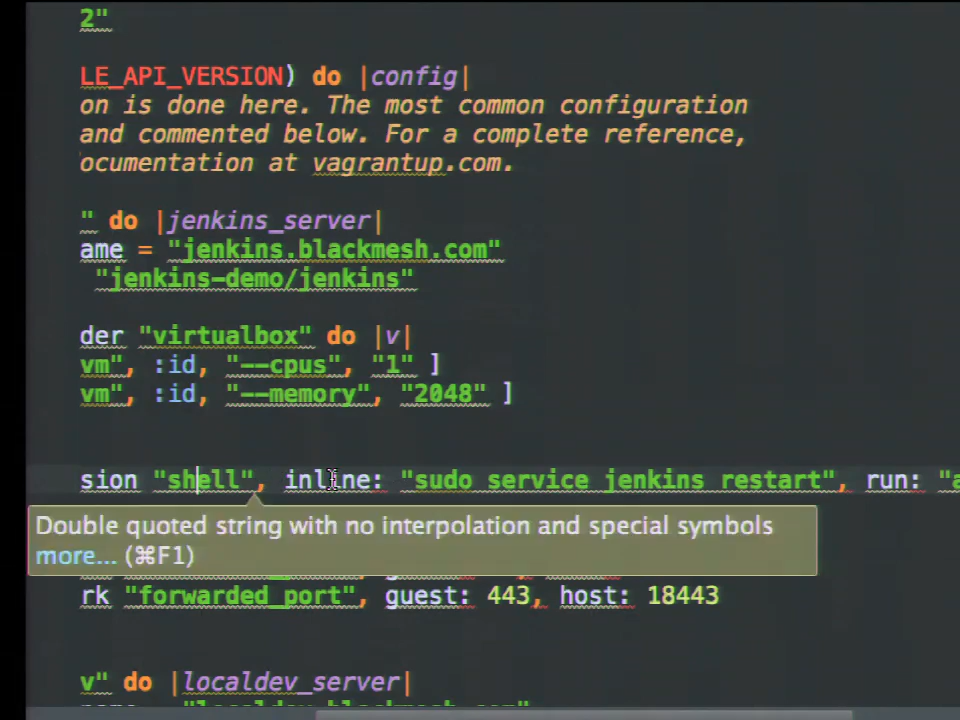 2"
LE_API_VERSION) do |config|
on is done here. The most common configuration
and commented below. For a complete reference,
ocumentation at vagrantup.com.
" do |jenkins_server|
ame = "jenkins.blackmesh.com"
"jenkins-demo/jenkins"
der "virtualbox" do |v|
vm", :id, "--cpus", "1" ]
vm", :id, "--memory", "2048" ]
sion "shell", inline: "sudo service jenkins restart", run: "a
Double quoted string with no interpolation and special symbols
more... (⌘F1)
rk "forwarded_port", guest: 443, host: 18443
v" do |localdev_server|